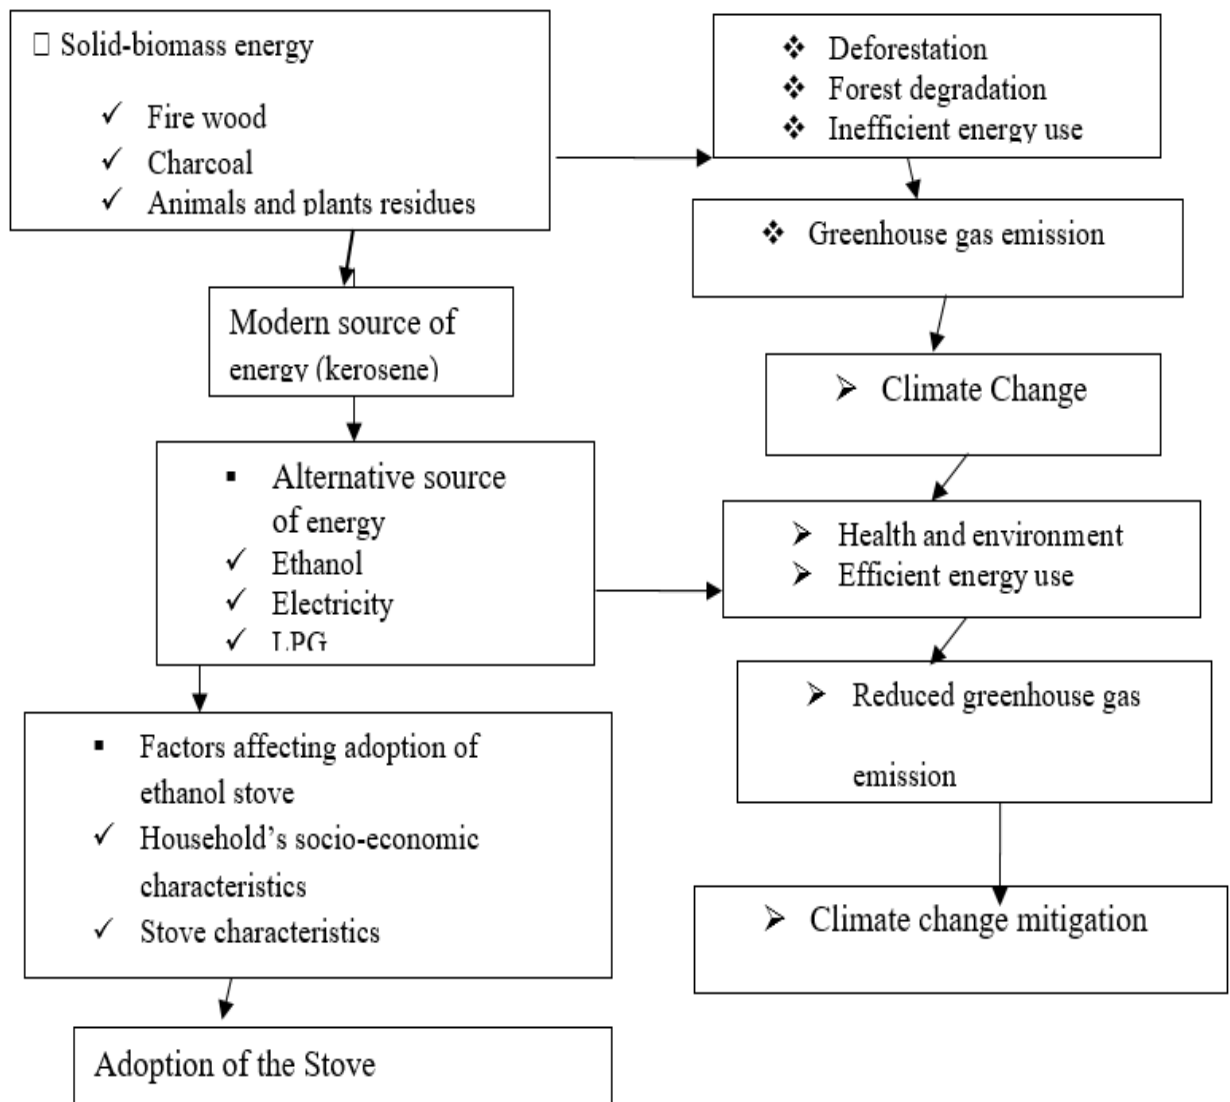 Solid-biomass energy
✓ Fire wood
✓ Charcoal
✓ Animals and plants residues
Modern source of
energy (kerosene)
▪ Alternative source
of energy
✓ Ethanol
✓ Electricity
✓ LPG
▪ Factors affecting adoption of
ethanol stove
✓ Household’s socio-economic
characteristics
✓ Stove characteristics
Adoption of the Stove
❖ Deforestation
❖ Forest degradation
❖ Inefficient energy use
❖ Greenhouse gas emission
➢ Climate Change
➢ Health and environment
➢ Efficient energy use
➢ Reduced greenhouse gas
emission
➢ Climate change mitigation